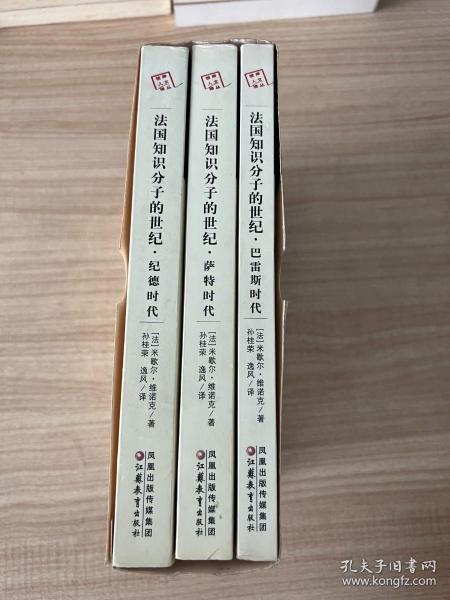 法国知识分子的世纪·纪德时代
[法]米歇尔·维诺克/著
孙桂荣 逸风/译
凤凰出版传媒集团
江苏教育出版社
法国知识分子的世纪·萨特时代
[法]米歇尔·维诺克/著
孙桂荣 逸风/译
凤凰出版传媒集团
江苏教育出版社
法国知识分子的世纪·巴雷斯时代
[法]米歇尔·维诺克/著
孙桂荣 逸风/译
凤凰出版传媒集团
江苏教育出版社
孔夫子旧书网
www.kongfz.com